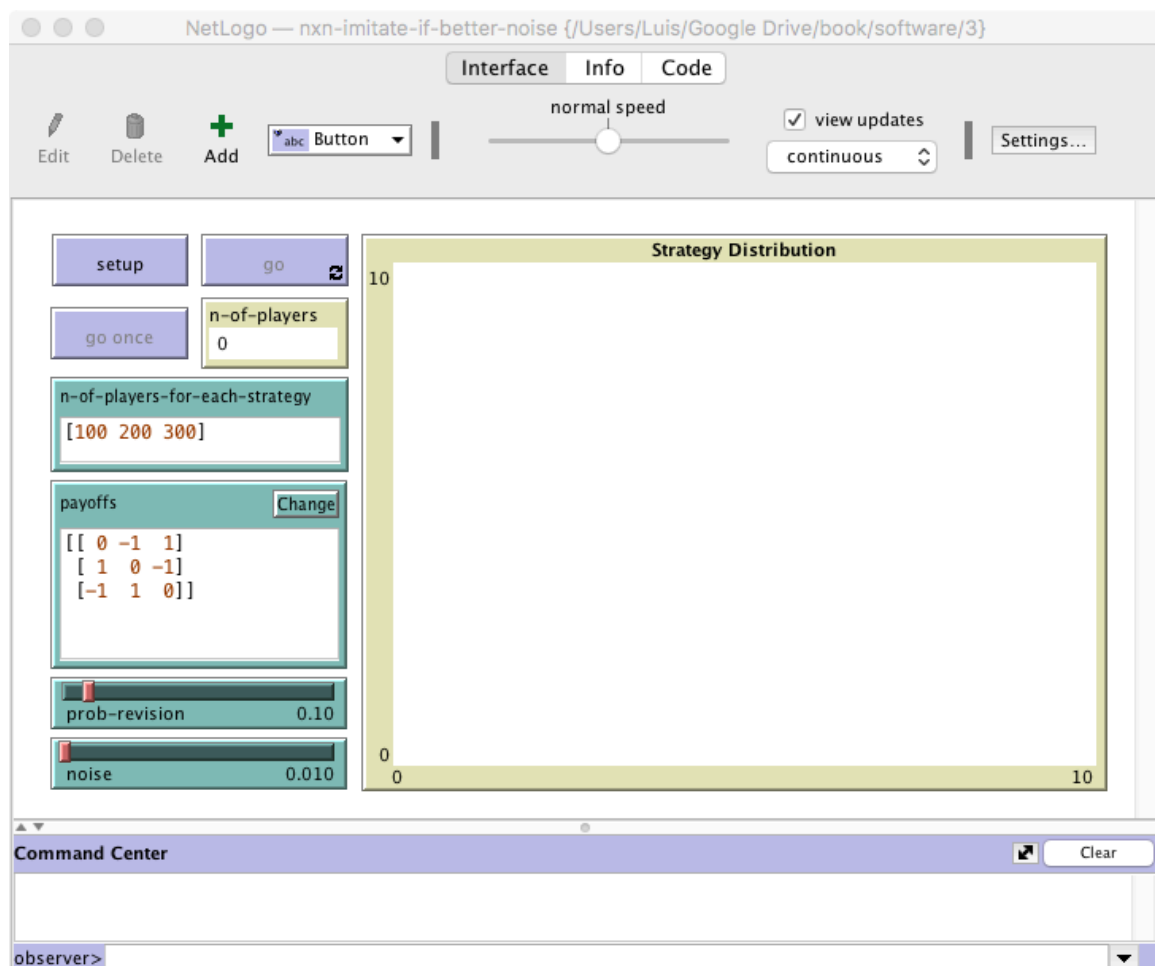 NetLogo — nxn-imitate-if-better-noise {/Users/Luis/Google Drive/book/software/3}
Interface Info Code
normal speed
Edit Delete Add abc Button view updates
continuous Settings...
setup go
go once
n-of-players
0
n-of-players-for-each-strategy
[100 200 300]
payoffs Change
[[ 0 -1 1]
[ 1 0 -1]
[-1 1 0]]
prob-revision 0.10
noise 0.010
Strategy Distribution
10
0
0 10
Command Center Clear
observer>